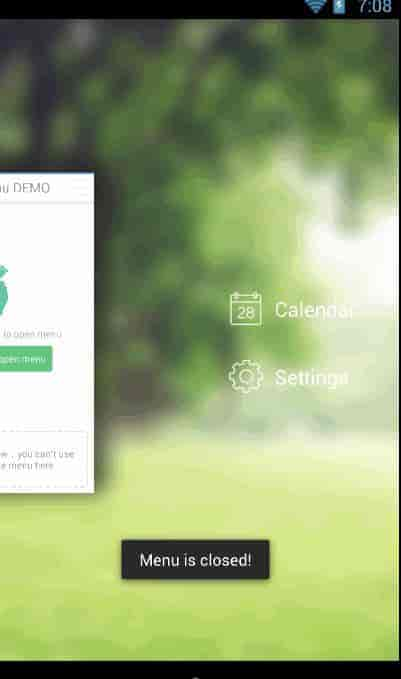 7:08
nu DEMO
to open menu
open menu
28
Calendar
Settings
w... you can't use
e menu here
Menu is closed!